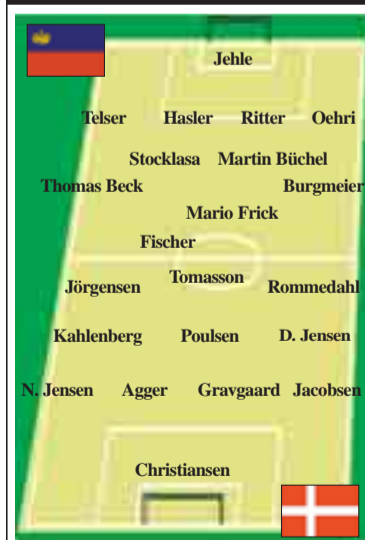 Jehle
Telser Hasler Ritter Oehri
Stocklasa Martin Büchel
Thomas Beck Burgmeier
Mario Frick
Fischer
Tomasson
Jörgensen Rommedahl
Kahlenberg Poulsen D. Jensen
N. Jensen Agger Gravgaard Jacobsen
Christiansen